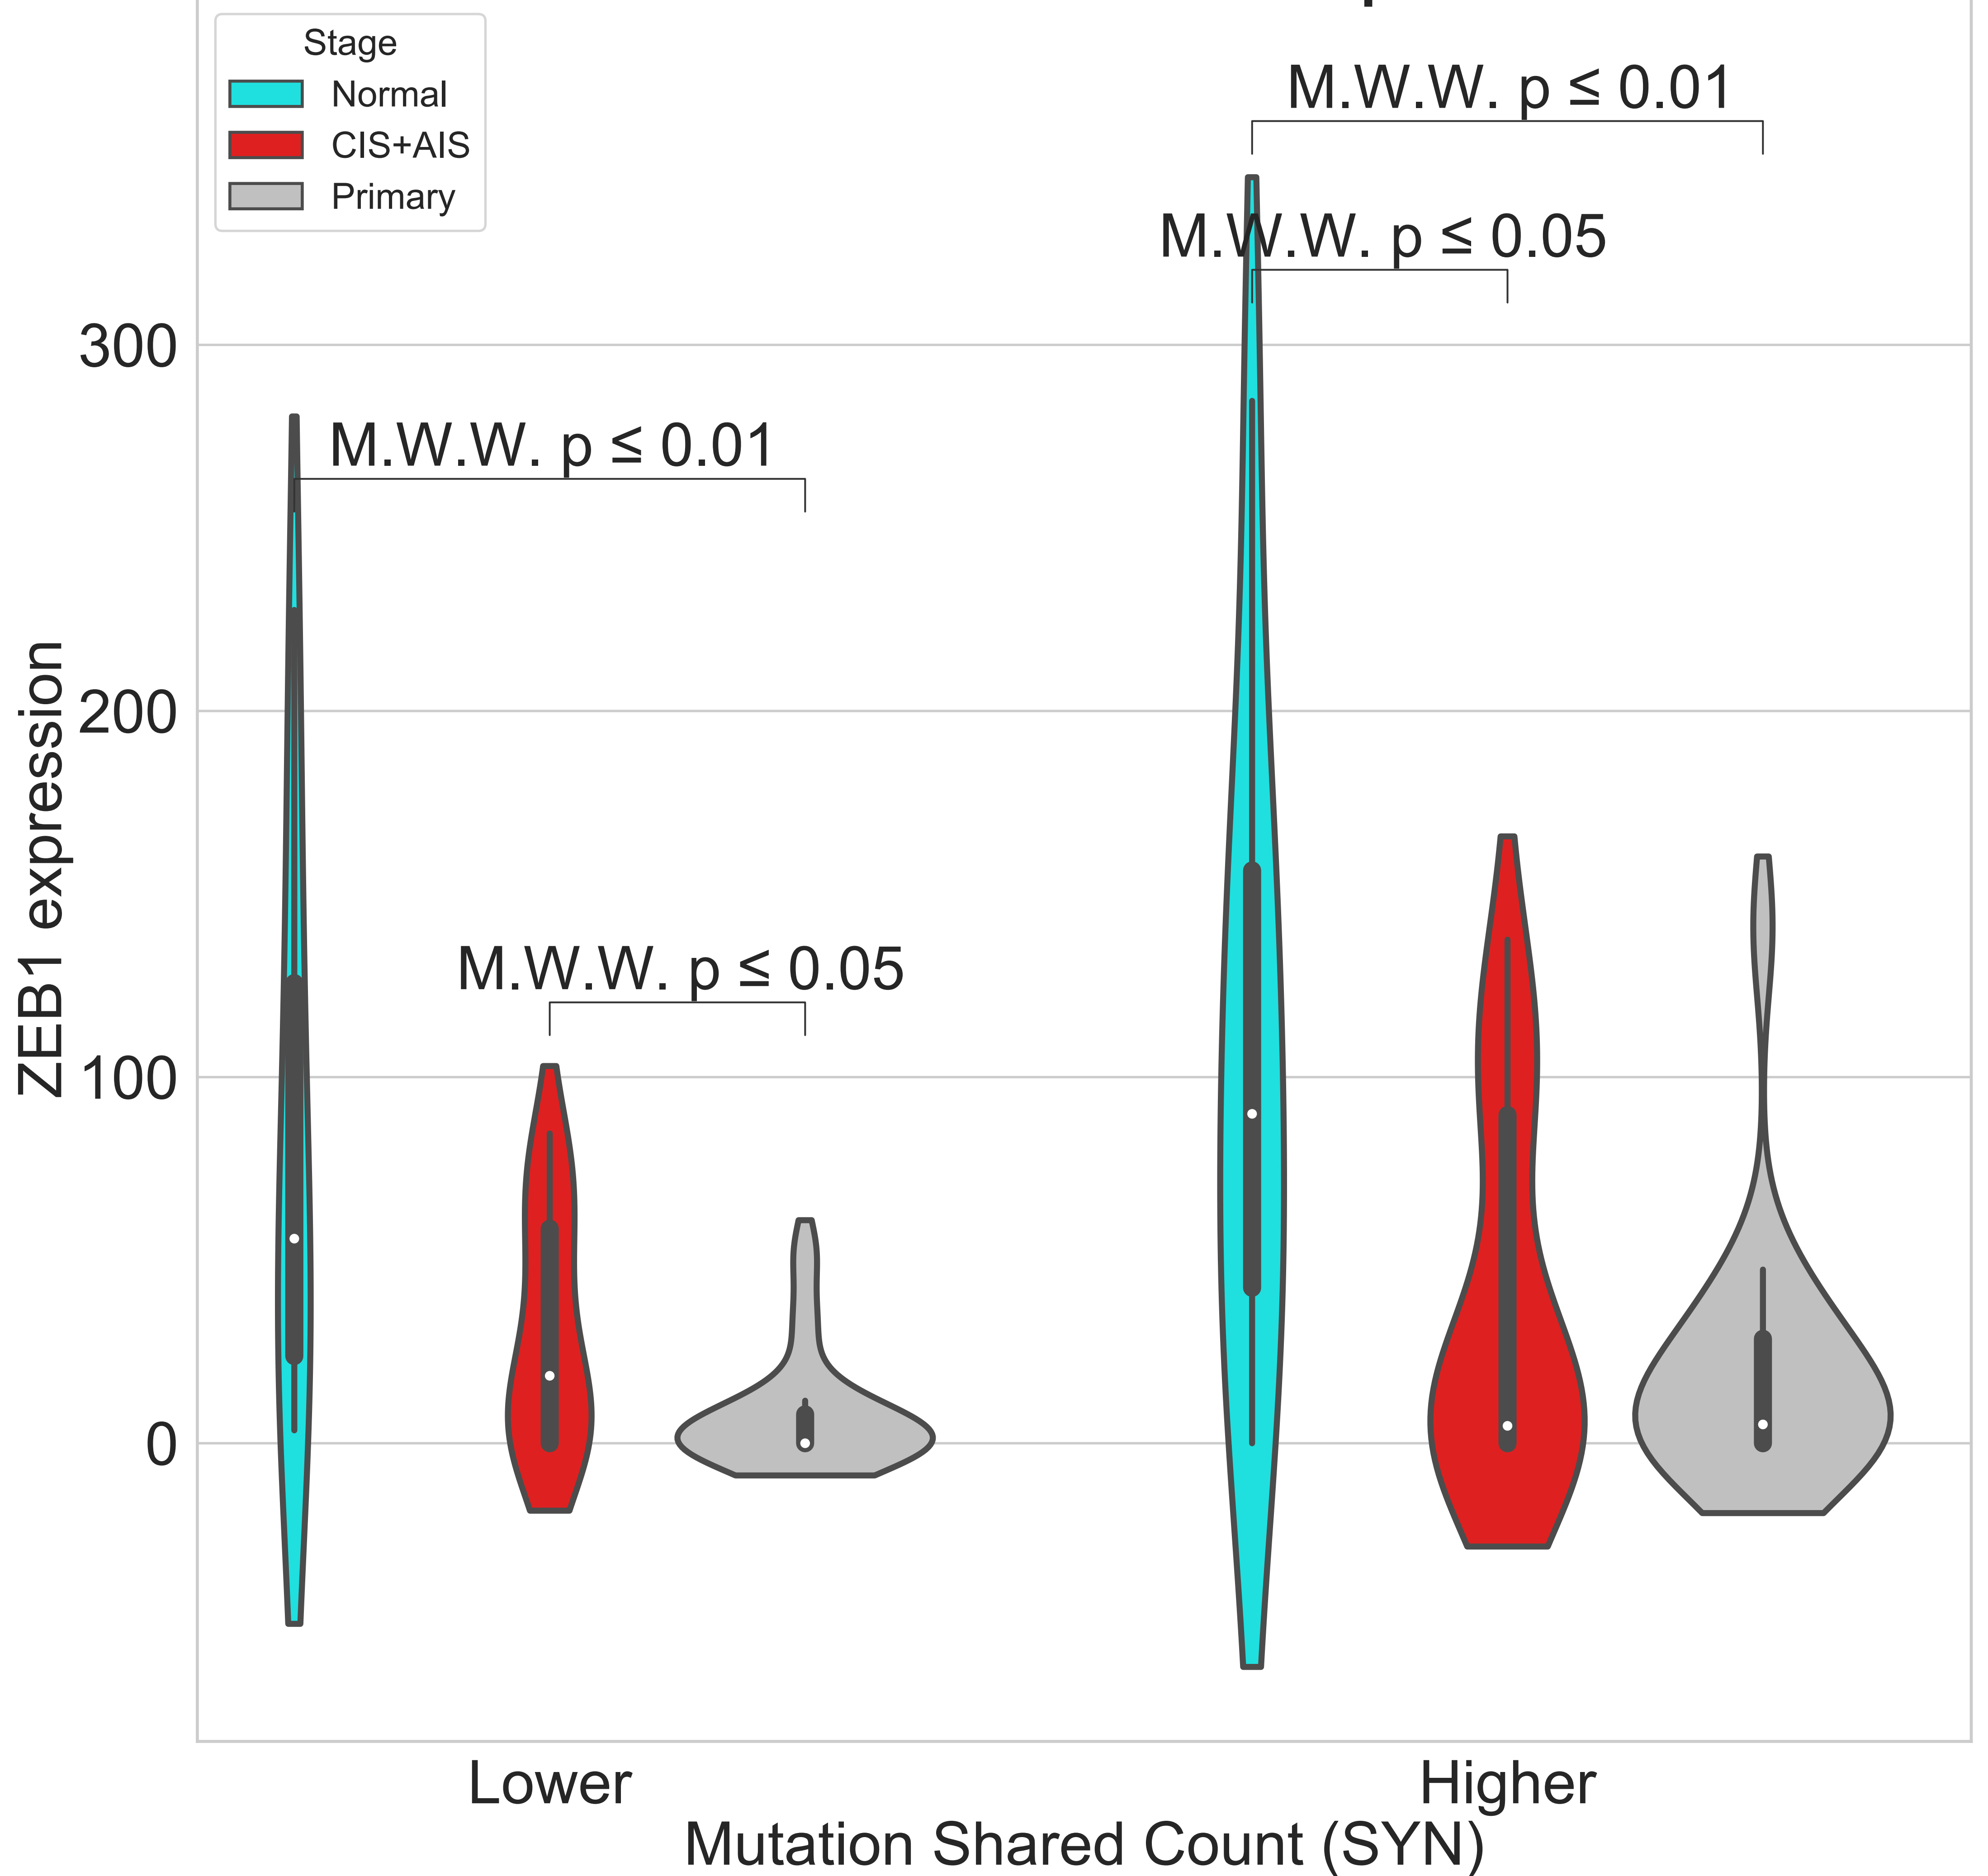 Stage
Normal
CIS+AIS
Primary
M.W.W. p ≤ 0.01
M.W.W. p ≤ 0.05
300
M.W.W. p ≤ 0.01
200
M.W.W. p ≤ 0.05
100
0
ZEB1 expression
Lower
Higher
Mutation Shared Count (SYN)